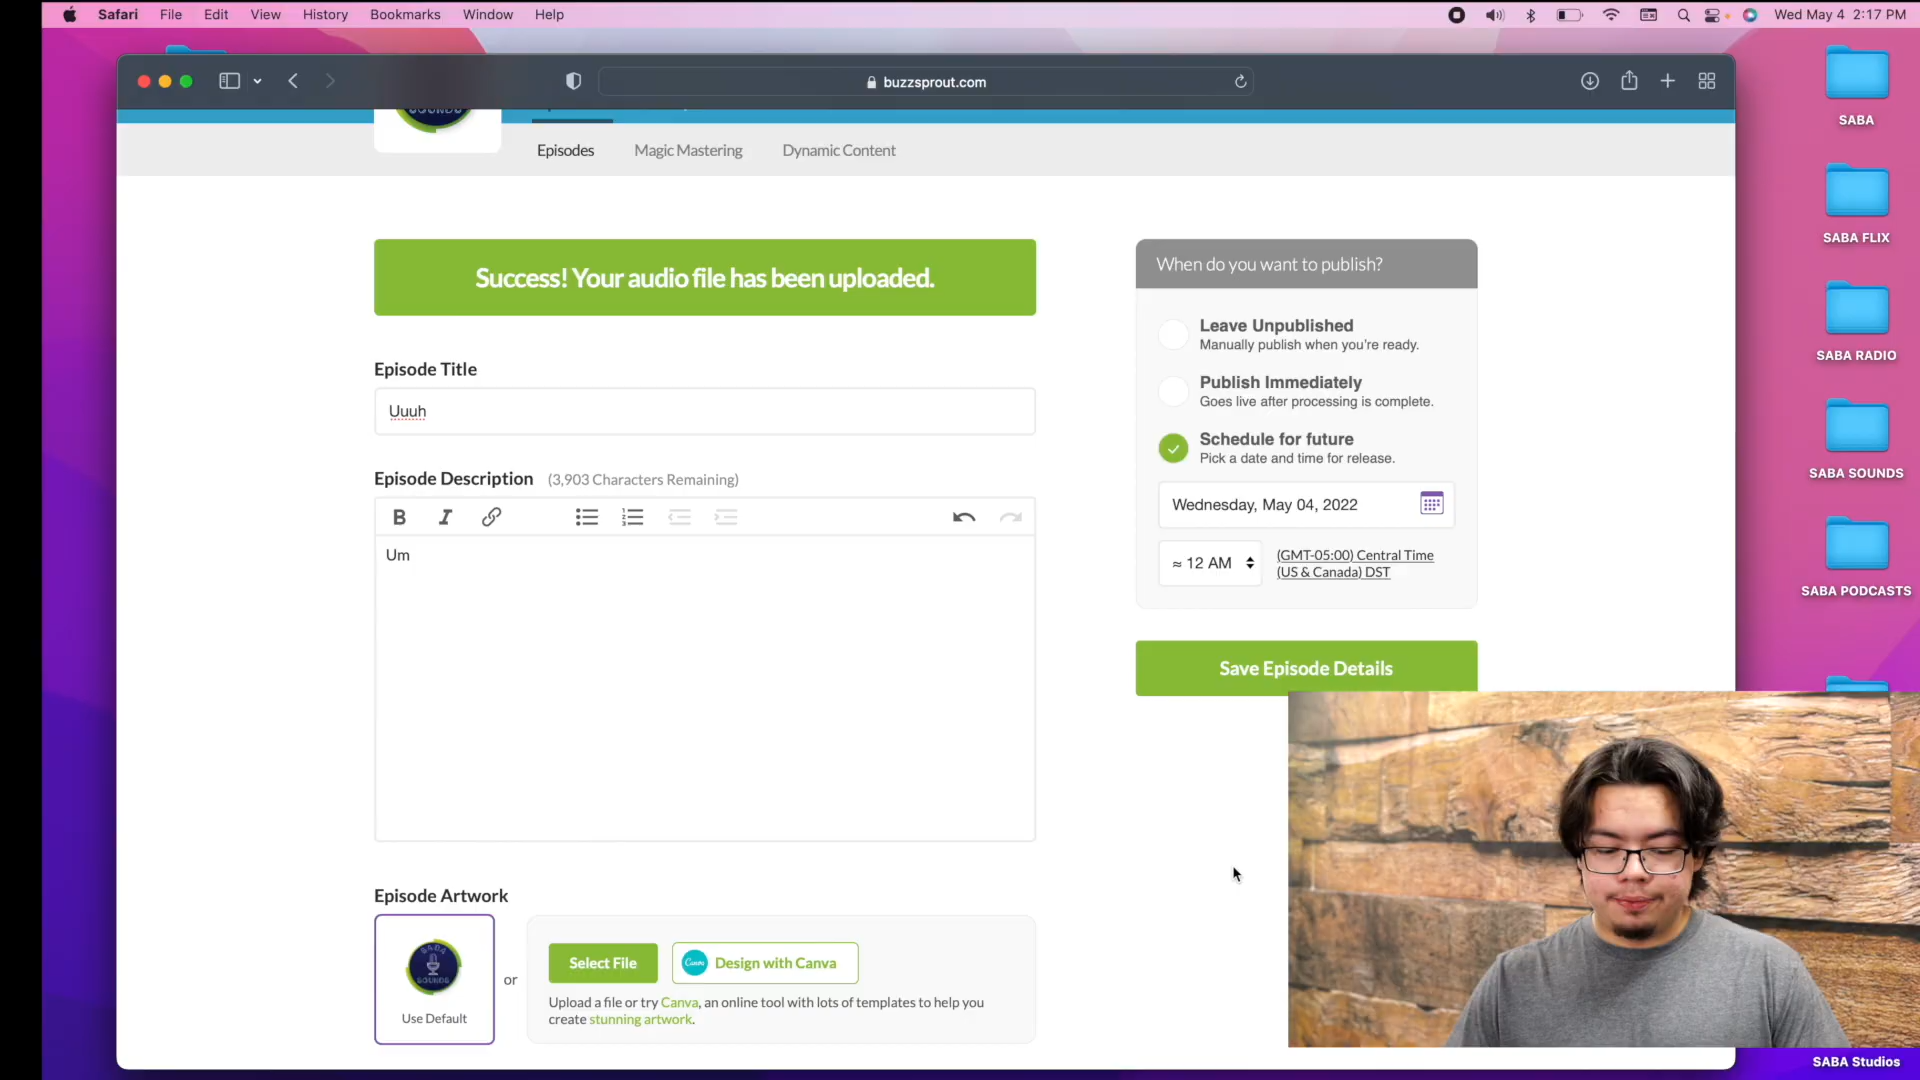 Safari File Edit View History Bookmarks Window Help Wed May 4 2:17 PM
buzzsprout.com
SOUNDS
Episodes Magic Mastering Dynamic Content
Success! Your audio file has been uploaded.
Episode Title
Uuuh
Episode Description (3,903 Characters Remaining)
B I
Um
Episode Artwork
SABA
SOUNDS
Use Default
or
Select File
Canva Design with Canva
Upload a file or try Canva, an online tool with lots of templates to help you
create stunning artwork.
When do you want to publish?
Leave Unpublished
Manually publish when you're ready.
Publish Immediately
Goes live after processing is complete.
Schedule for future
Pick a date and time for release.
Wednesday, May 04, 2022
≈ 12 AM
(GMT-05:00) Central Time
(US & Canada) DST
Save Episode Details
SABA
SABA FLIX
SABA RADIO
SABA SOUNDS
SABA PODCASTS
SABA Studios